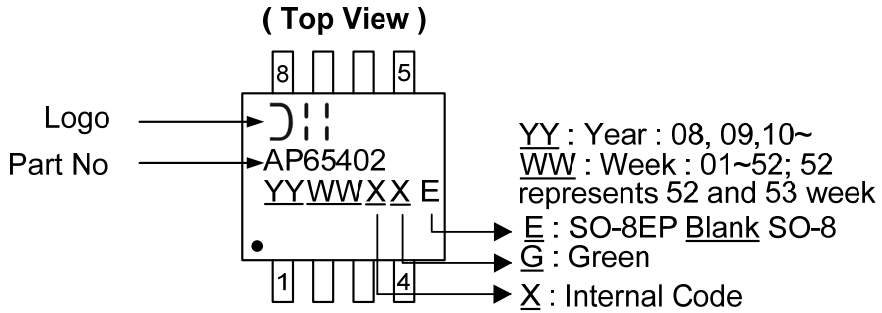 ( Top View )
8 5
Logo
Part No
AP65402
YYWWXX E
1 4
YY : Year : 08, 09,10~
WW : Week : 01~52; 52
represents 52 and 53 week
E : SO-8EP Blank SO-8
G : Green
X : Internal Code